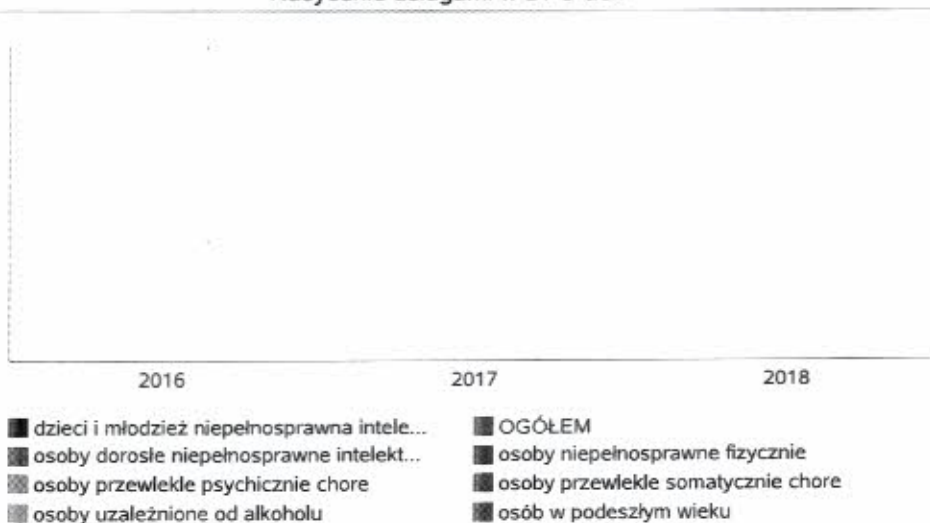 2016 2017 2018
dzieci i młodzież niepełnosprawna intele... OGÓŁEM
osoby dorosłe niepełnosprawne intelekt... osoby niepełnosprawne fizycznie
osoby przewlekle psychicznie chore osoby przewlekle somatycznie chore
osoby uzależnione od alkoholu osób w podeszłym wieku